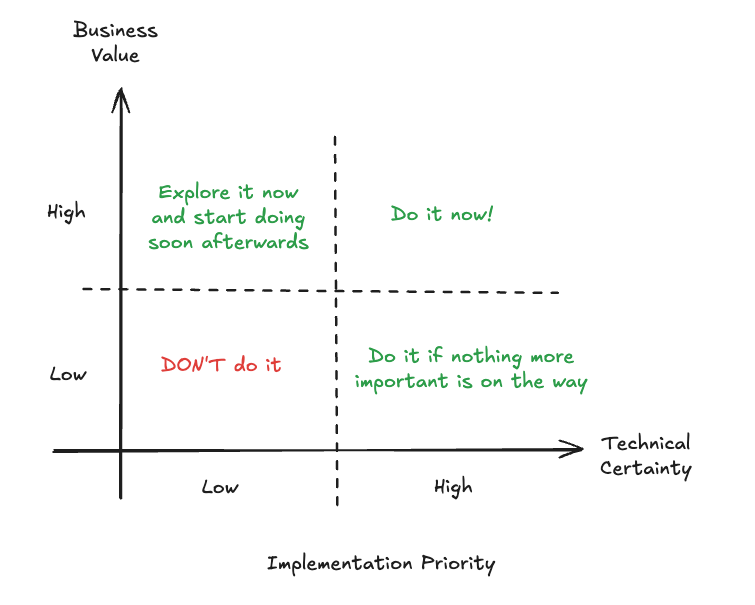 Business
Value
High
Explore it now
and start doing
soon afterwards
Do it now!
Low
DON'T do it
Do it if nothing more
important is on the way
Technical
Certainty
Low
High
Implementation Priority